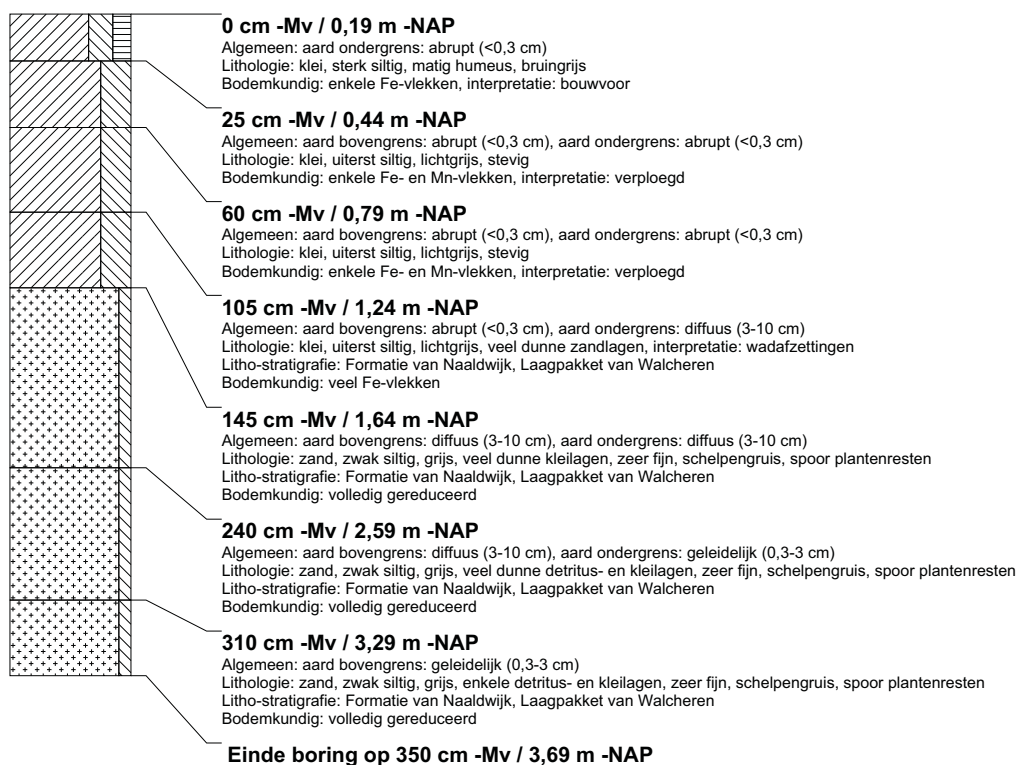 0 cm -Mv / 0,19 m -NAP
Algemeen: aard ondergrens: abrupt (<0,3 cm)
Lithologie: klei, sterk siltig, matig humeus, bruingrijs
Bodemkundig: enkele Fe-vlekken, interpretatie: bouwvoor
25 cm -Mv / 0,44 m -NAP
Algemeen: aard bovengrens: abrupt (<0,3 cm), aard ondergrens: abrupt (<0,3 cm)
Lithologie: klei, uiterst siltig, lichtgrijs, stevig
Bodemkundig: enkele Fe- en Mn-vlekken, interpretatie: verploegd
60 cm -Mv / 0,79 m -NAP
Algemeen: aard bovengrens: abrupt (<0,3 cm), aard ondergrens: abrupt (<0,3 cm)
Lithologie: klei, uiterst siltig, lichtgrijs, stevig
Bodemkundig: enkele Fe- en Mn-vlekken, interpretatie: verploegd
105 cm -Mv / 1,24 m -NAP
Algemeen: aard bovengrens: abrupt (<0,3 cm), aard ondergrens: diffuus (3-10 cm)
Lithologie: klei, uiterst siltig, lichtgrijs, veel dunne zandlagen, interpretatie: wadafzettingen
Litho-stratigrafie: Formatie van Naaldwijk, Laagpakket van Walcheren
Bodemkundig: veel Fe-vlekken
145 cm -Mv / 1,64 m -NAP
Algemeen: aard bovengrens: diffuus (3-10 cm), aard ondergrens: diffuus (3-10 cm)
Lithologie: zand, zwak siltig, grijs, veel dunne kleilagen, zeer fijn, schelpengruis, spoor plantenresten
Litho-stratigrafie: Formatie van Naaldwijk, Laagpakket van Walcheren
Bodemkundig: volledig gereduceerd
240 cm -Mv / 2,59 m -NAP
Algemeen: aard bovengrens: diffuus (3-10 cm), aard ondergrens: geleidelijk (0,3-3 cm)
Lithologie: zand, zwak siltig, grijs, veel dunne detritus- en kleilagen, zeer fijn, schelpengruis, spoor plantenresten
Litho-stratigrafie: Formatie van Naaldwijk, Laagpakket van Walcheren
Bodemkundig: volledig gereduceerd
310 cm -Mv / 3,29 m -NAP
Algemeen: aard bovengrens: geleidelijk (0,3-3 cm)
Lithologie: zand, zwak siltig, grijs, enkele detritus- en kleilagen, zeer fijn, schelpengruis, spoor plantenresten
Litho-stratigrafie: Formatie van Naaldwijk, Laagpakket van Walcheren
Bodemkundig: volledig gereduceerd
Einde boring op 350 cm -Mv / 3,69 m -NAP